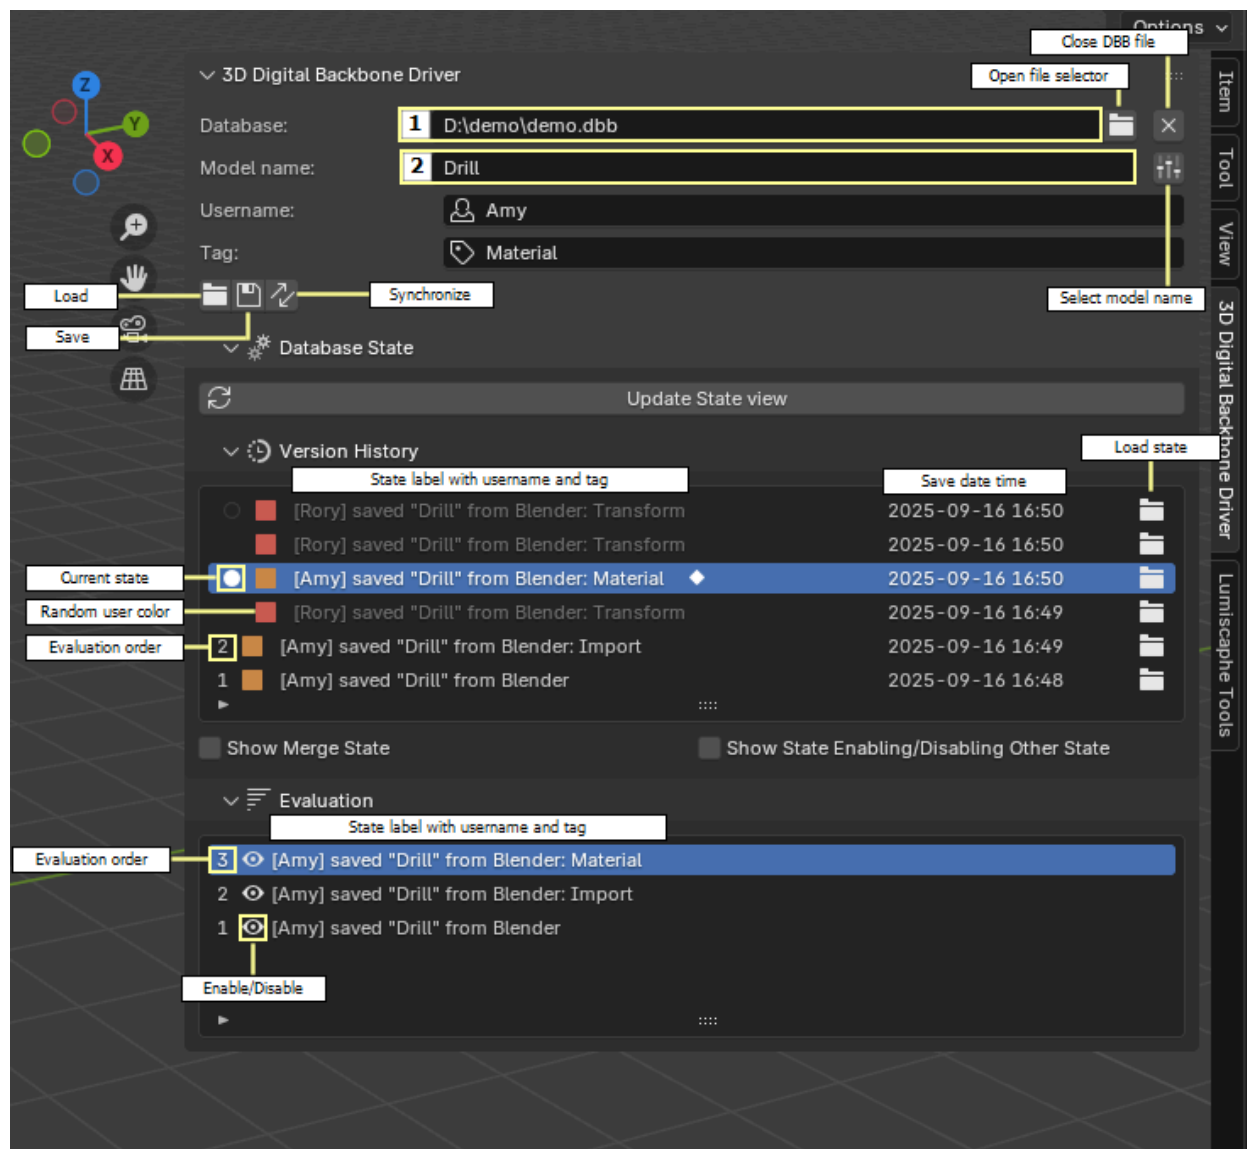 Options
Close DBB file
3D Digital Backbone Driver
Open file selector
Database:
1
D:\demo\demo.dbb
Model name:
2
Drill
Username:
Amy
Tag:
Material
Load
Synchronize
Select model name
Save
Database State
Update State view
Version History
Load state
State label with username and tag
Save date time
[Rory] saved "Drill" from Blender: Transform
2025-09-16 16:50
[Rory] saved "Drill" from Blender: Transform
2025-09-16 16:50
Current state
[Amy] saved "Drill" from Blender: Material
2025-09-16 16:50
Random user color
[Rory] saved "Drill" from Blender: Transform
2025-09-16 16:49
Evaluation order
2
[Amy] saved "Drill" from Blender: Import
2025-09-16 16:49
1
[Amy] saved "Drill" from Blender
2025-09-16 16:48
Show Merge State
Show State Enabling/Disabling Other State
Evaluation
State label with username and tag
Evaluation order
3
[Amy] saved "Drill" from Blender: Material
2
[Amy] saved "Drill" from Blender: Import
1
[Amy] saved "Drill" from Blender
Enable/Disable
Z
Y
X
Item
Tool
View
3D Digital Backbone Driver
Lumiscaphe Tools